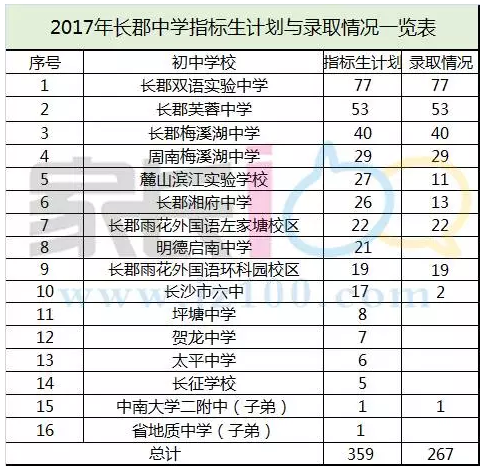 2017年长郡中学指标生计划与录取情况一览表
序号 初中学校 指标生计划 录取情况
1 长郡双语实验中学 77 77
2 长郡芙蓉中学 53 53
3 长郡梅溪湖中学 40 40
4 周南梅溪湖中学 29 29
5 麓山滨江实验学校 27 11
6 长郡湘府中学 26 13
7 长郡雨花外国语左家塘校区 22 22
8 明德启南中学 21
9 长郡雨花外国语环科园校区 19 19
10 长沙市六中 17 2
11 坪塘中学 8
12 贺龙中学 7
13 太平中学 6
14 长征学校 5
15 中南大学二附中（子弟） 1 1
16 省地质中学（子弟） 1
总计 359 267